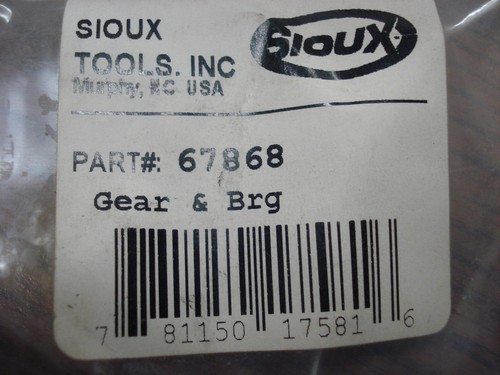 SIOUX
TOOLS. INC
Murphy, NC USA
SIOUX
PART#: 67868
Gear & Brg
7 81150 17581 6